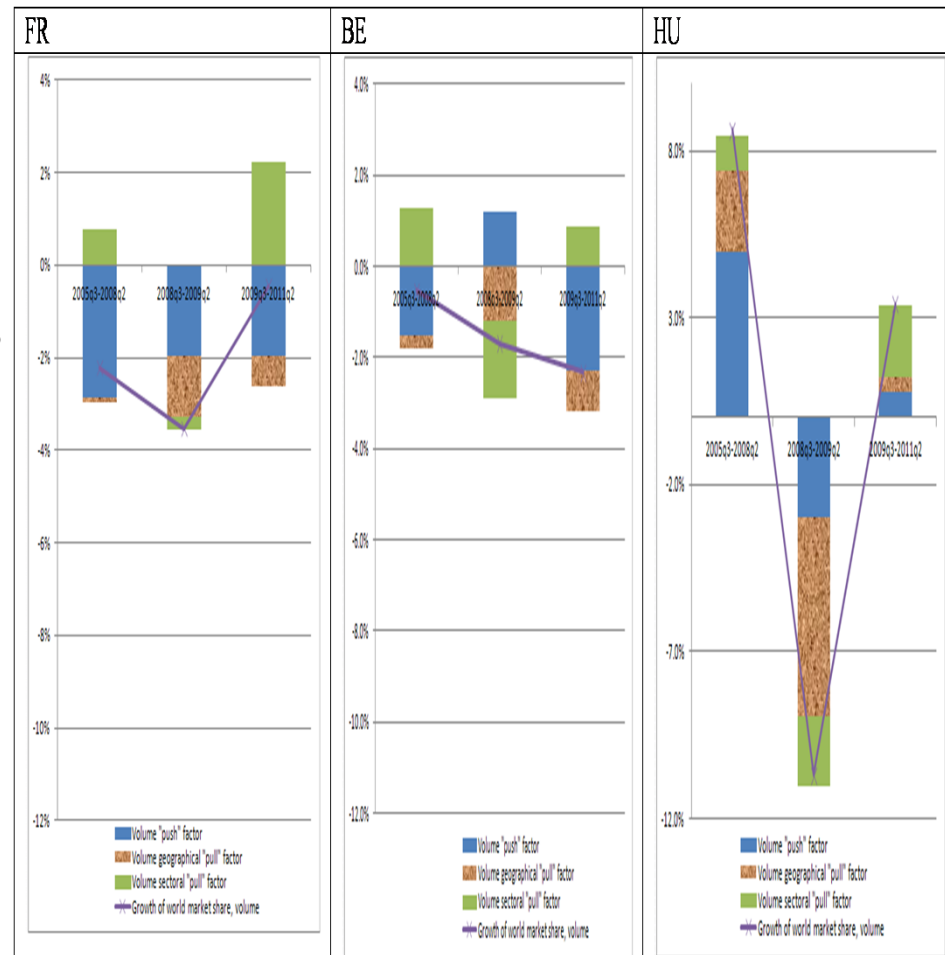 FR
BE
HU
4%
2%
0%
2005q3-2008q2 2008q3-2009q2 2009q3-2011q2
-2%
-4%
-6%
-8%
-10%
-12%
Volume "push" factor
Volume geographical "pull" factor
Volume sectoral "pull" factor
Growth of world market share, volume
4.0%
2.0%
0.0%
2005q3-2008q2 2008q3-2009q2 2009q3-2011q2
-2.0%
-4.0%
-6.0%
-8.0%
-10.0%
-12.0%
Volume "push" factor
Volume geographical "pull" factor
Volume sectoral "pull" factor
Growth of world market share, volume
8.0%
3.0%
2005q3-2008q2 2008q3-2009q2 2009q3-2011q2
-2.0%
-7.0%
-12.0%
Volume "push" factor
Volume geographical "pull" factor
Volume sectoral "pull" factor
Growth of world market share, volume